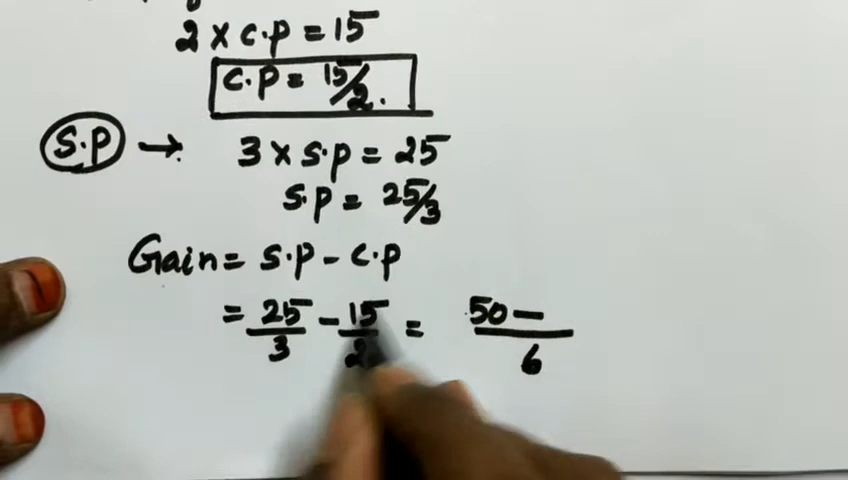 2 × C.P = 15
C.P = 15/2.
S.P → 3 × S.P = 25
S.P = 25/3
Gain = S.P - C.P
= 25/3 - 15/2 = 50 - /6